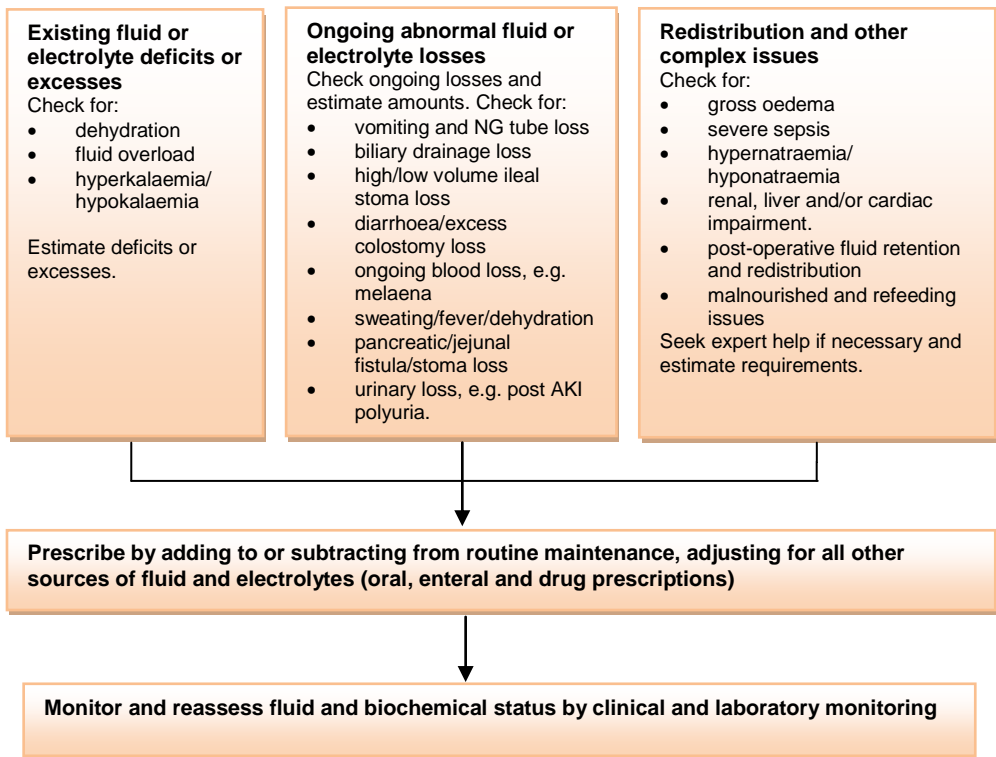 Existing fluid or
electrolyte deficits or
excesses
Check for:
• dehydration
• fluid overload
• hyperkalaemia/
hypokalaemia
Estimate deficits or
excesses.
Ongoing abnormal fluid or
electrolyte losses
Check ongoing losses and
estimate amounts. Check for:
• vomiting and NG tube loss
• biliary drainage loss
• high/low volume ileal
stoma loss
• diarrhoea/excess
colostomy loss
• ongoing blood loss, e.g.
melaena
• sweating/fever/dehydration
• pancreatic/jejunal
fistula/stoma loss
• urinary loss, e.g. post AKI
polyuria.
Redistribution and other
complex issues
Check for:
• gross oedema
• severe sepsis
• hypernatraemia/
hyponatraemia
• renal, liver and/or cardiac
impairment.
• post-operative fluid retention
and redistribution
• malnourished and refeeding
issues
Seek expert help if necessary and
estimate requirements.
Prescribe by adding to or subtracting from routine maintenance, adjusting for all other
sources of fluid and electrolytes (oral, enteral and drug prescriptions)
Monitor and reassess fluid and biochemical status by clinical and laboratory monitoring